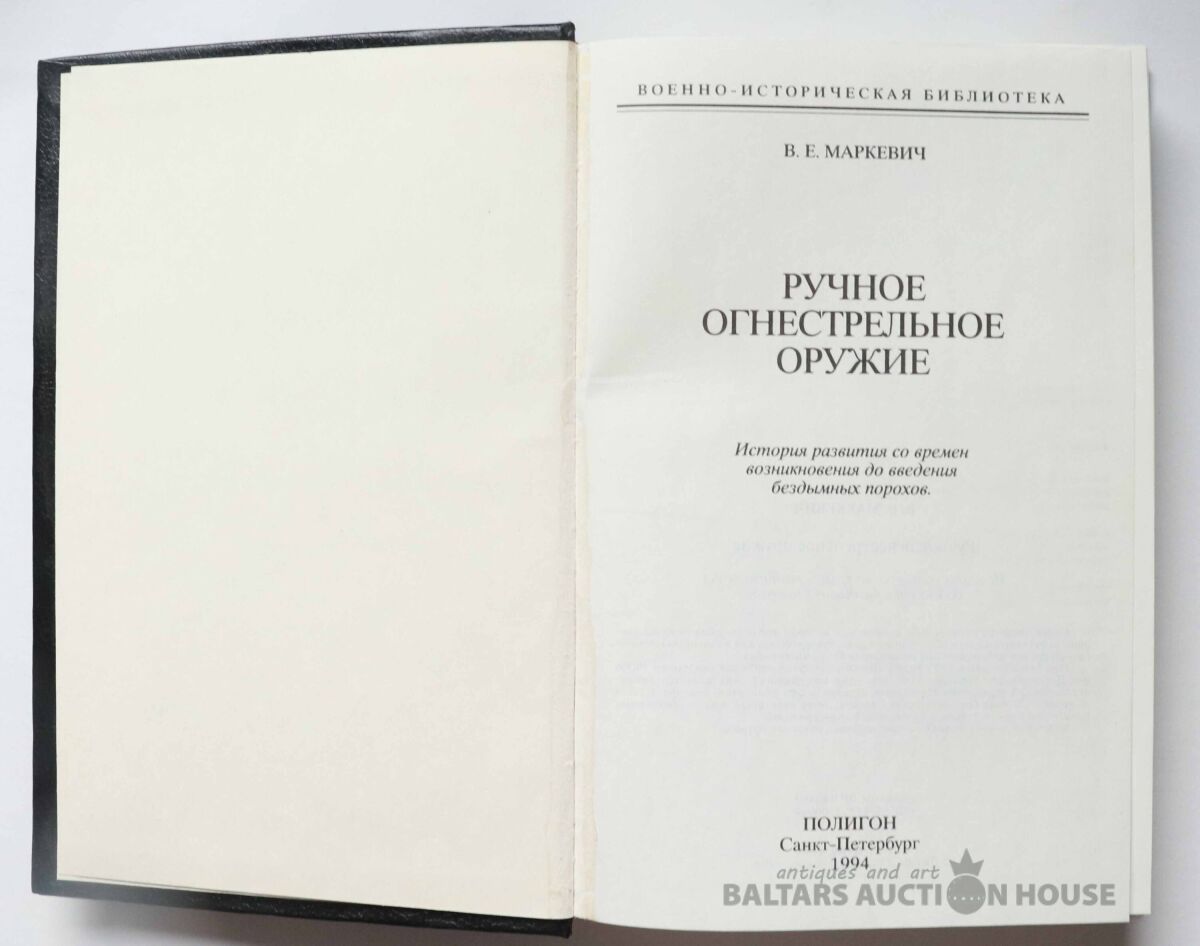 ВОЕННО-ИСТОРИЧЕСКАЯ БИБЛИОТЕКА
В. Е. МАРКЕВИЧ
РУЧНОЕ
ОГНЕСТРЕЛЬНОЕ
ОРУЖИЕ
История развития со времен
возникновения до введения
бездымных порохов.
ПОЛИГОН
Санкт-Петербург
1994
antiques and art
BALTARS AUCTION HOUSE